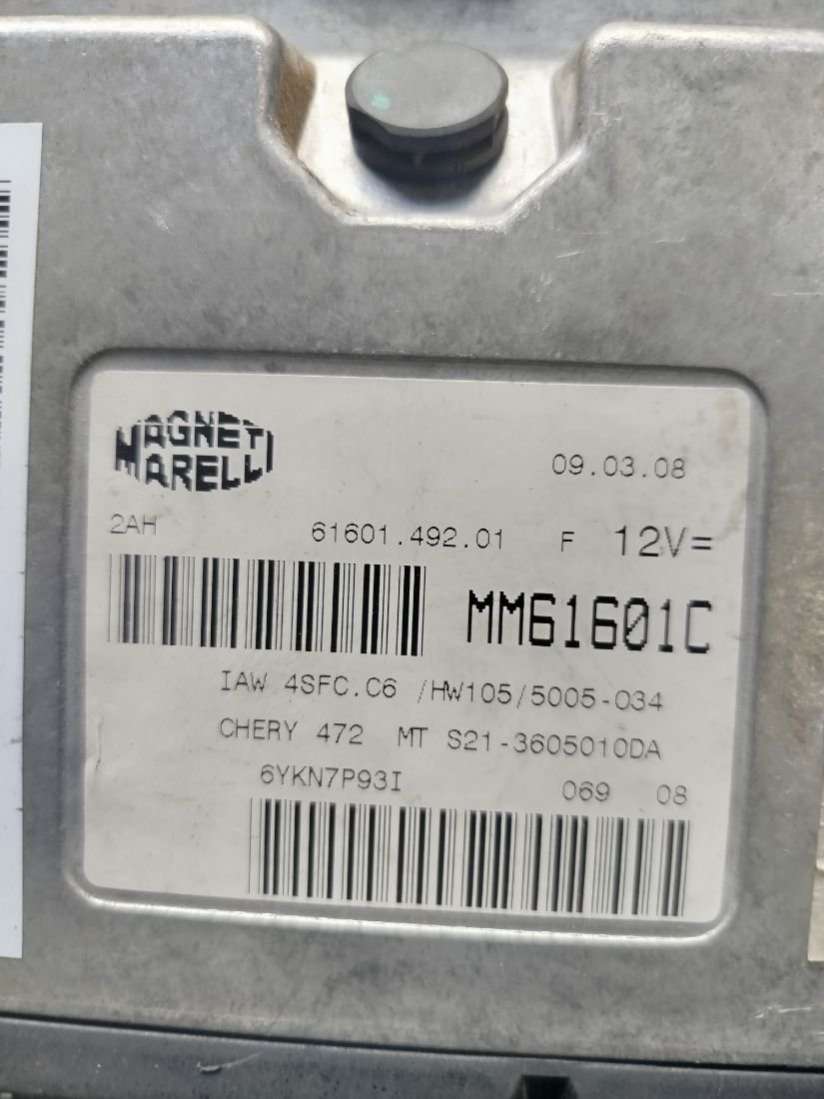 MAGNETI
MARELLI
09.03.08
2AH 61601.492.01 F 12V=
MM61601C
IAW 4SFC.C6 /HW105/5005-034
CHERY 472 MT S21-3605010DA
6YKN7P93I 069 08